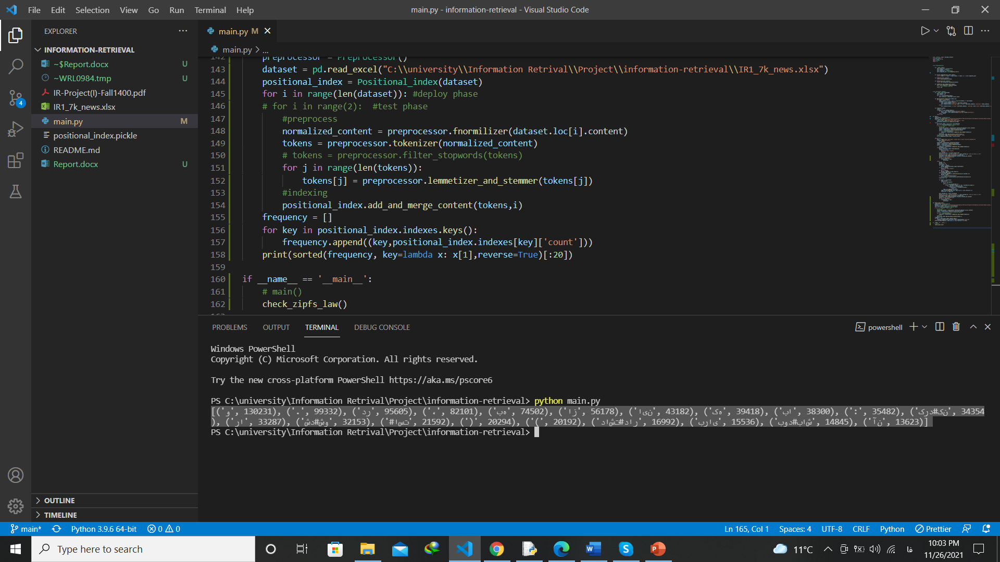 File Edit Selection View Go Run Terminal Help
main.py - information-retrieval - Visual Studio Code
EXPLORER
INFORMATION-RETRIEVAL
~$Report.docx U
~WRL0984.tmp U
IR-Project(I)-Fall1400.pdf
IR1_7k_news.xlsx
main.py M
positional_index.pickle
README.md
Report.docx U
OUTLINE
TIMELINE
4
main.py M
main.py > ...
142 preprocessor = Preprocessor()
143 dataset = pd.read_excel("C:\\university\\Information Retrival\\Project\\information-retrieval\\IR1_7k_news.xlsx")
144 positional_index = Positional_index(dataset)
145 for i in range(len(dataset)): #deploy phase
146 # for i in range(2):  #test phase
147 #preprocess
148 normalized_content = preprocessor.fnormilizer(dataset.loc[i].content)
149 tokens = preprocessor.tokenizer(normalized_content)
150 # tokens = preprocessor.filter_stopwords(tokens)
151 for j in range(len(tokens)):
152 tokens[j] = preprocessor.lemmetizer_and_stemmer(tokens[j])
153 #indexing
154 positional_index.add_and_merge_content(tokens,i)
155 frequency = []
156 for key in positional_index.indexes.keys():
157 frequency.append((key,positional_index.indexes[key]['count']))
158 print(sorted(frequency, key=lambda x: x[1],reverse=True)[:20])
159
160 if __name__ == '__main__':
161 # main()
162 check_zipfs_law()
PROBLEMS OUTPUT TERMINAL DEBUG CONSOLE
powershell
Windows PowerShell
Copyright (C) Microsoft Corporation. All rights reserved.
Try the new cross-platform PowerShell https://aka.ms/pscore6
PS C:\university\Information Retrival\Project\information-retrieval> python main.py
[('و', 130231), ('.', 99332), ('در', 95605), ('،', 82101), ('به', 74502), ('از', 56178), ('این', 43182), ('که', 39418), ('با', 38300), (':', 35482), ('کرد#کن', 34354
), ('را', 33287), ('شد#شو', 32153), ('#است', 21592), (')', 20294), ('(', 20192), ('داشت#دار', 16992), ('برای', 15536), ('بود#باش', 14845), ('آن', 13623)]
PS C:\university\Information Retrival\Project\information-retrieval>
main* Python 3.9.6 64-bit 0 0
Ln 165, Col 1 Spaces: 4 UTF-8 CRLF Python Prettier
Type here to search
11°C
فا
10:03 PM
11/26/2021